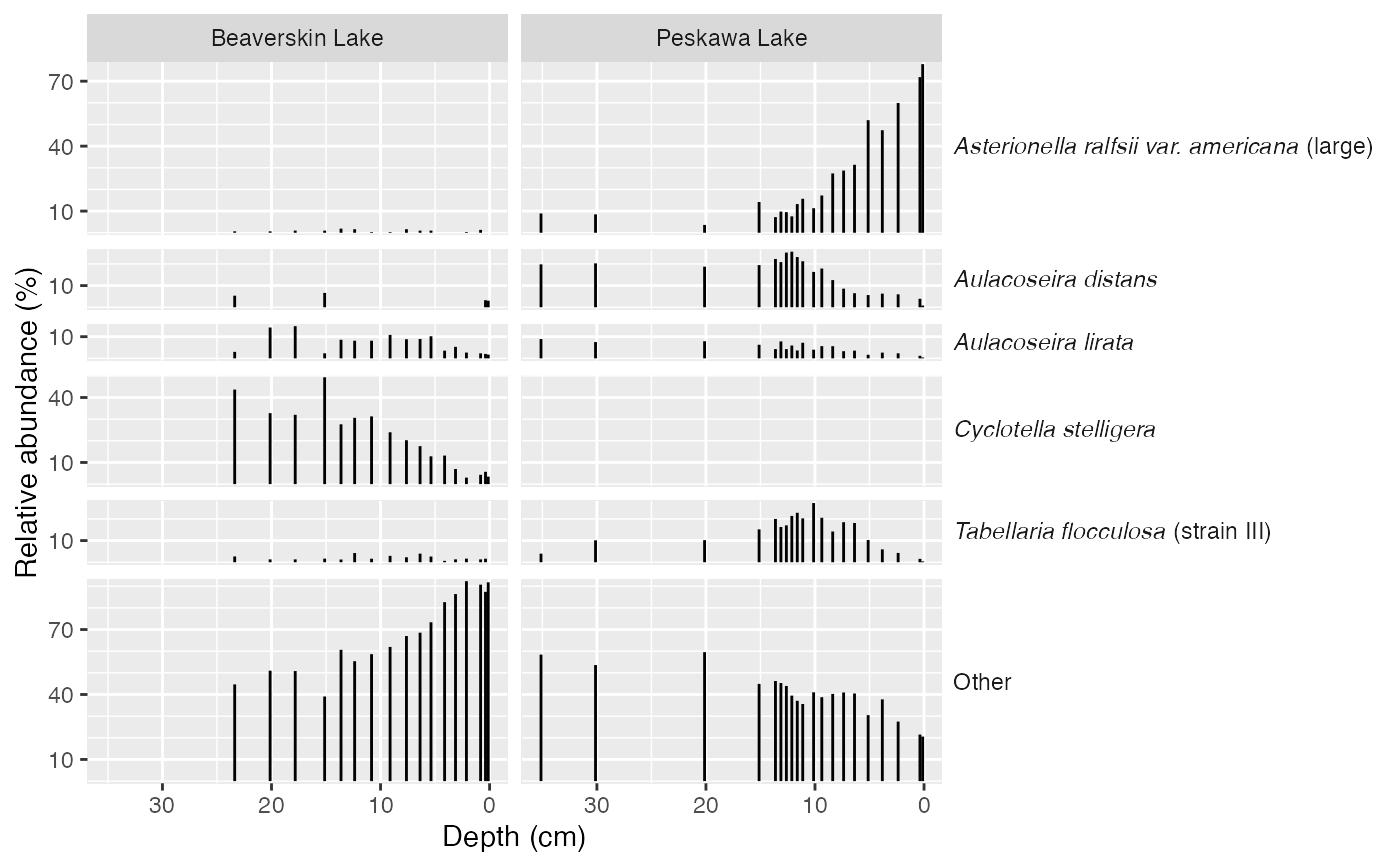 Beaverskin Lake
Peskawa Lake
70
40
10
Asterionella ralfsii var. americana (large)
10
Aulacoseira distans
10
Aulacoseira lirata
40
10
Cyclotella stelligera
10
Tabellaria flocculosa (strain III)
70
40
10
Other
30 20 10 0
30 20 10 0
Depth (cm)
Relative abundance (%)